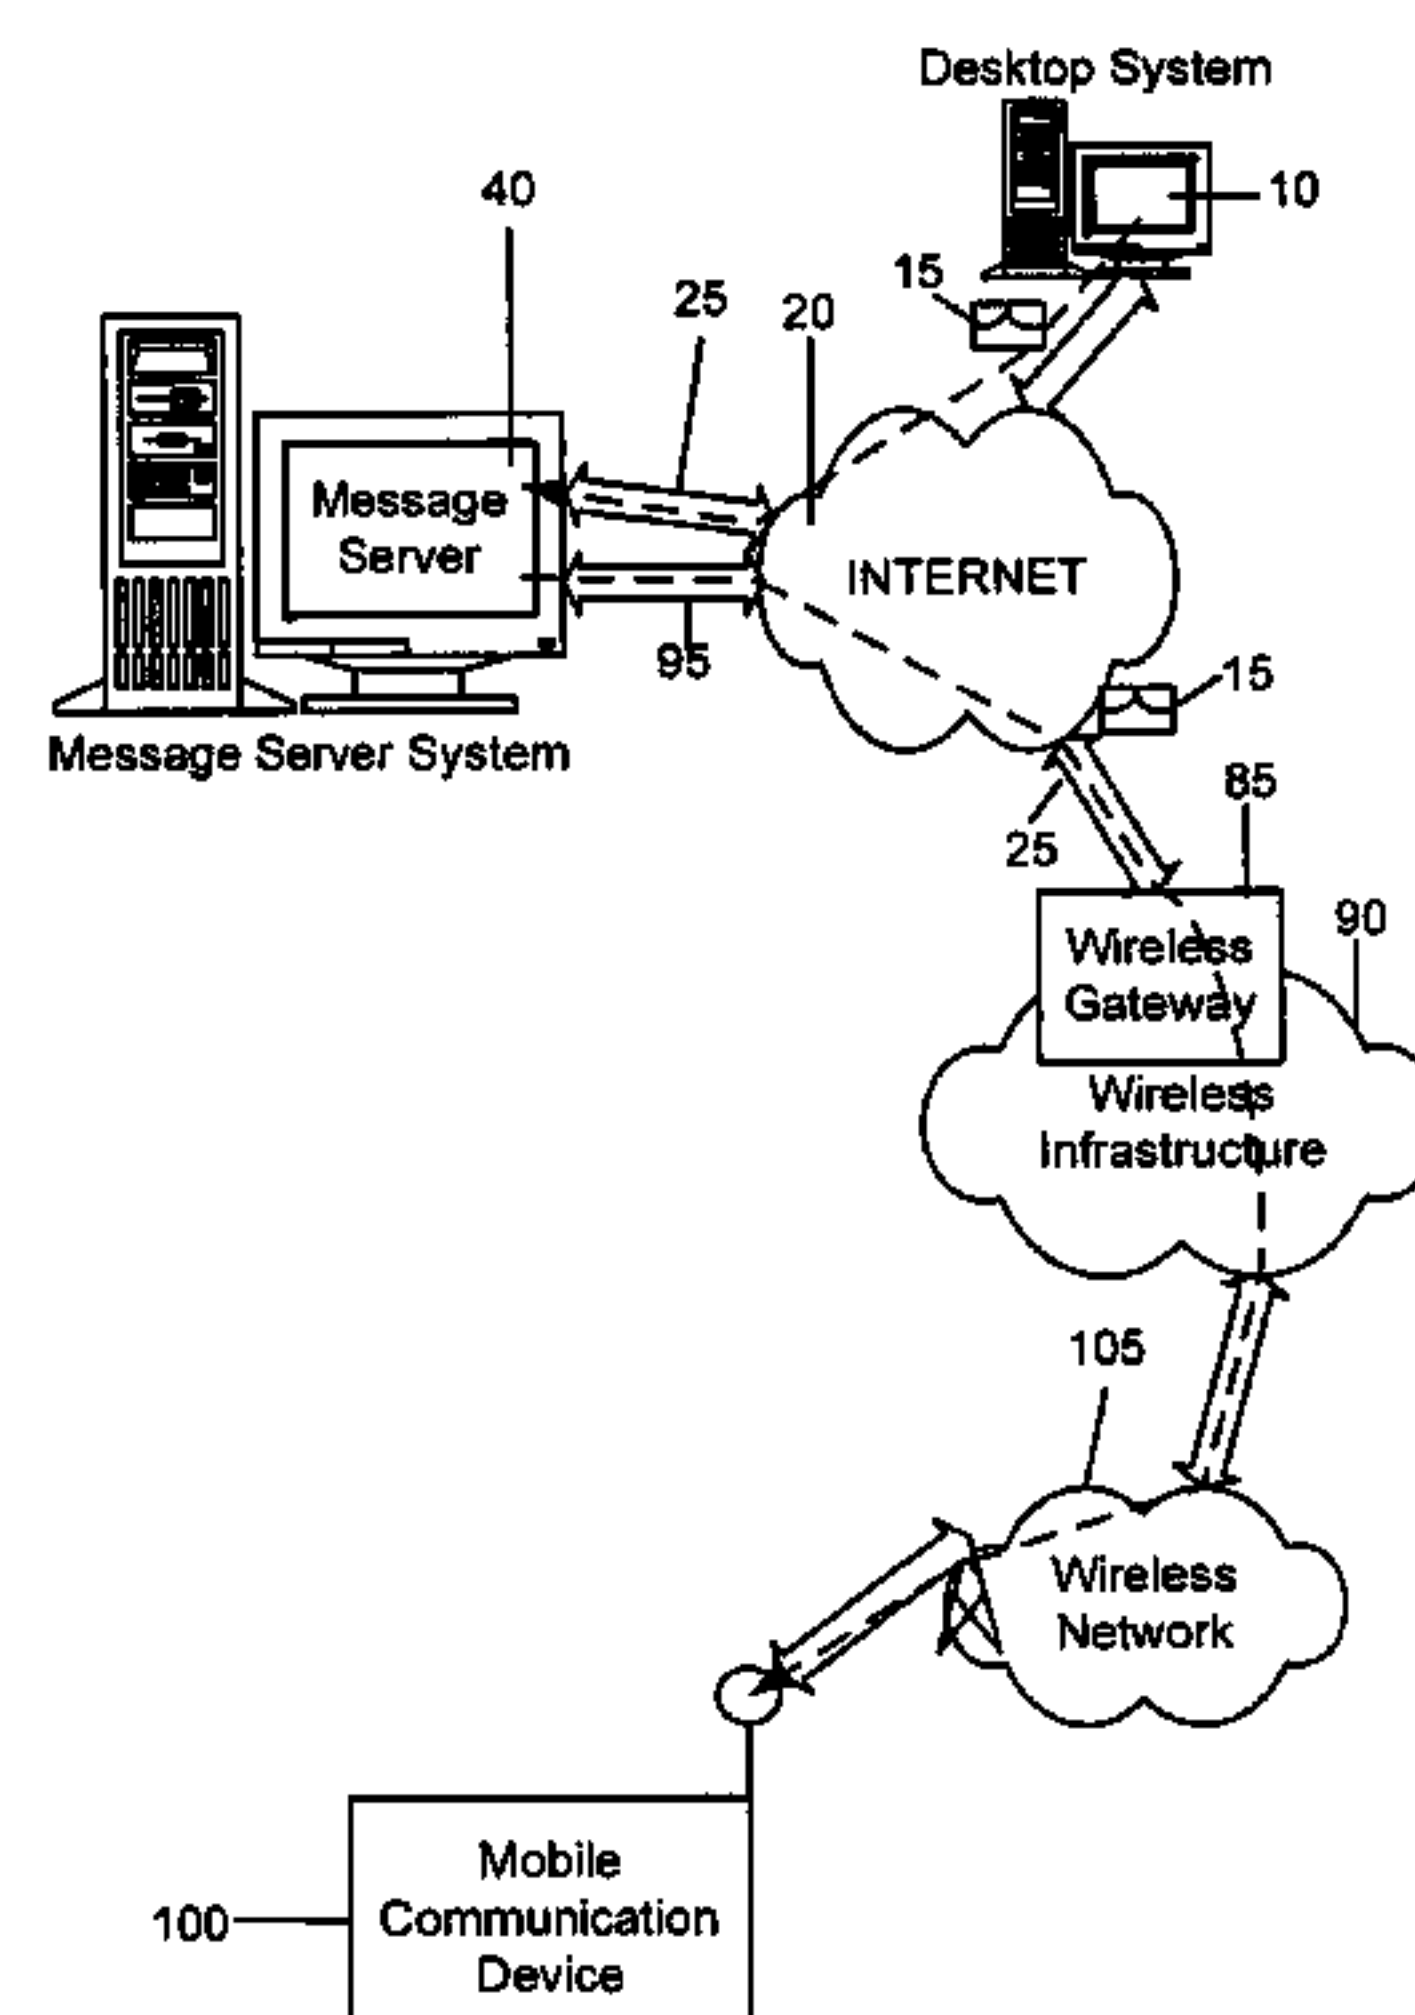 Desktop System
40
10
15
25
20
Message
Server
INTERNET
95
15
Message Server System
85
25
90
Wireless
Gateway
Wireless
Infrastructure
105
Wireless
Network
Mobile
Communication
Device
100